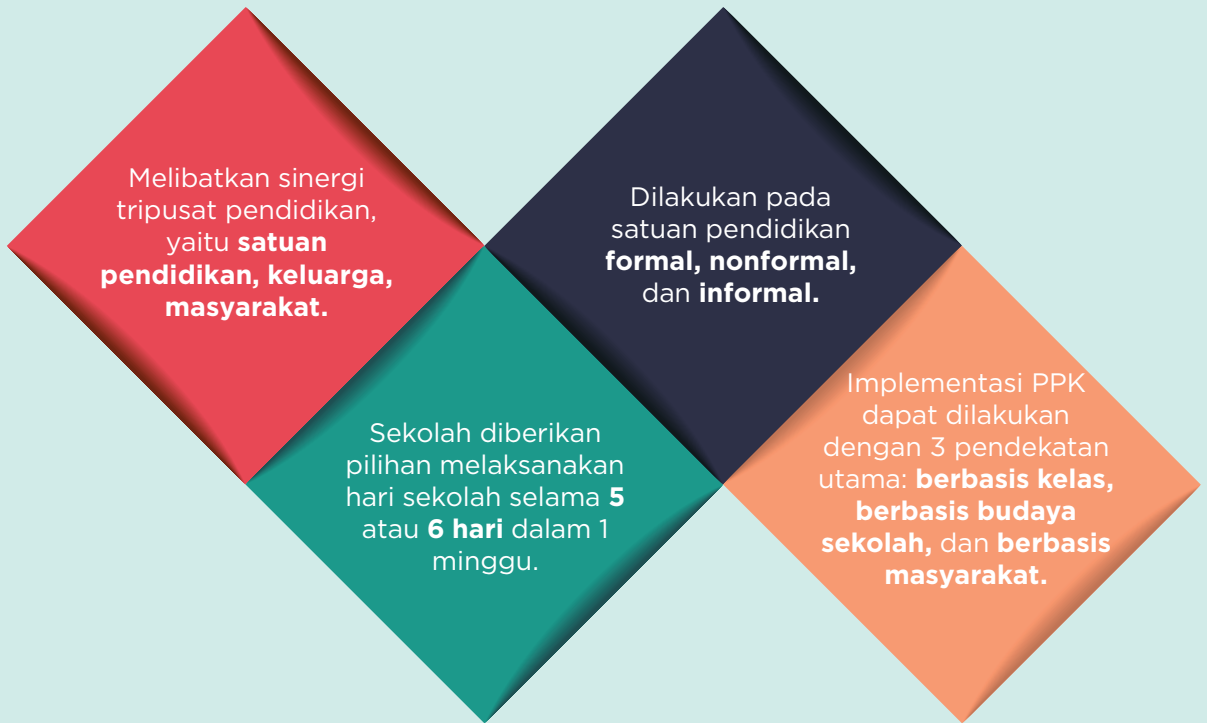 Melibatkan sinergi
tripusat pendidikan,
yaitu satuan
pendidikan, keluarga,
masyarakat.
Sekolah diberikan
pilihan melaksanakan
hari sekolah selama 5
atau 6 hari dalam 1
minggu.
Dilakukan pada
satuan pendidikan
formal, nonformal,
dan informal.
Implementasi PPK
dapat dilakukan
dengan 3 pendekatan
utama: berbasis kelas,
berbasis budaya
sekolah, dan berbasis
masyarakat.